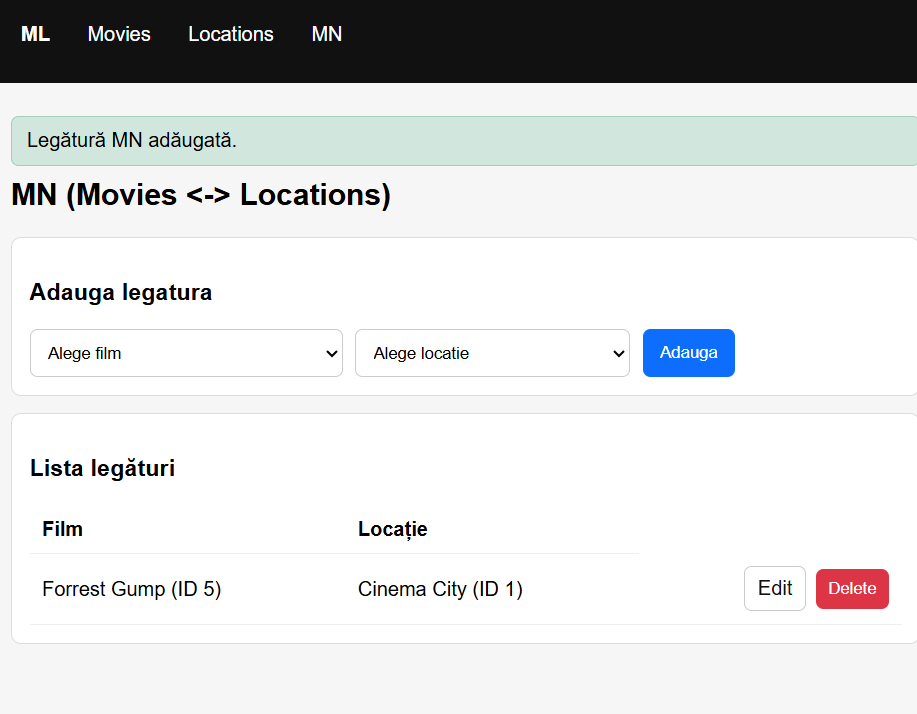 ML Movies Locations MN
Legătură MN adăugată.
MN (Movies <-> Locations)
Adauga legatura
Alege film Alege locatie Adauga
Lista legături
Film Locație
Forrest Gump (ID 5) Cinema City (ID 1) Edit Delete